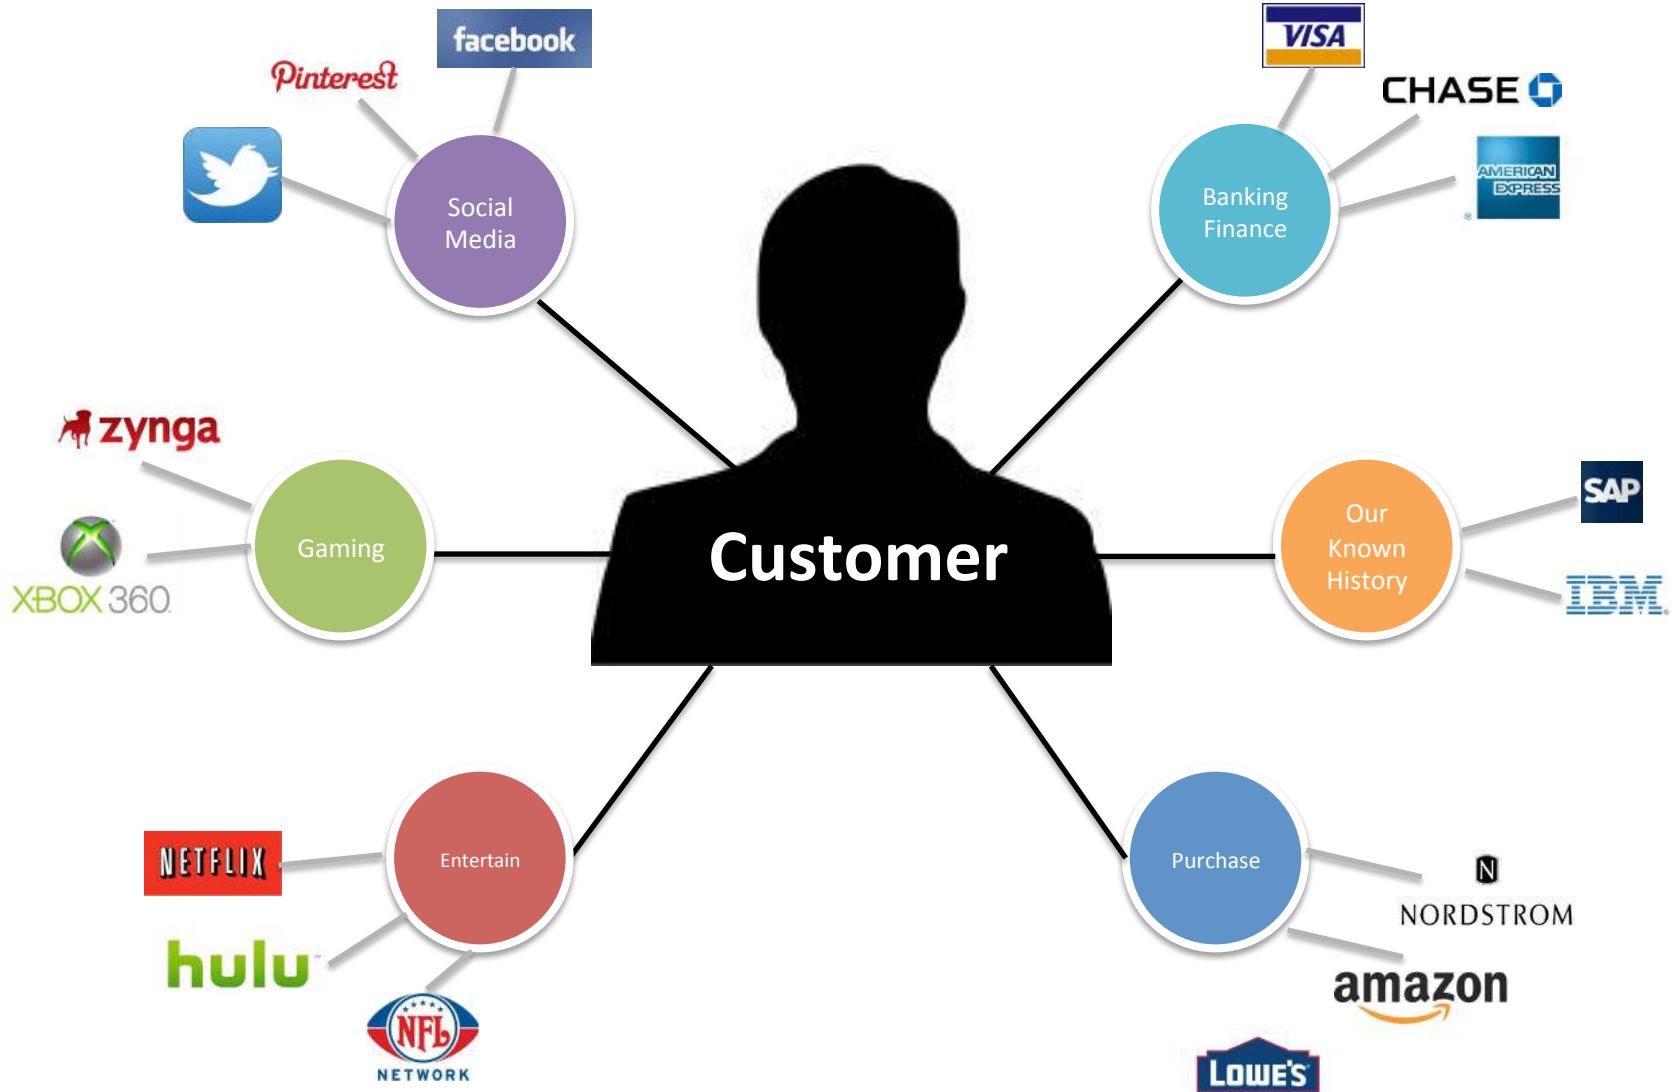 facebook
Pinterest
VISA
CHASE
AMERICAN
EXPRESS
®
Social
Media
Banking
Finance
zynga
XBOX 360.
Gaming
Customer
Our
Known
History
SAP
IBM®
NETFLIX
hulu™
NFL
NETWORK
Entertain
Purchase
N
NORDSTROM
amazon
LOWE'S